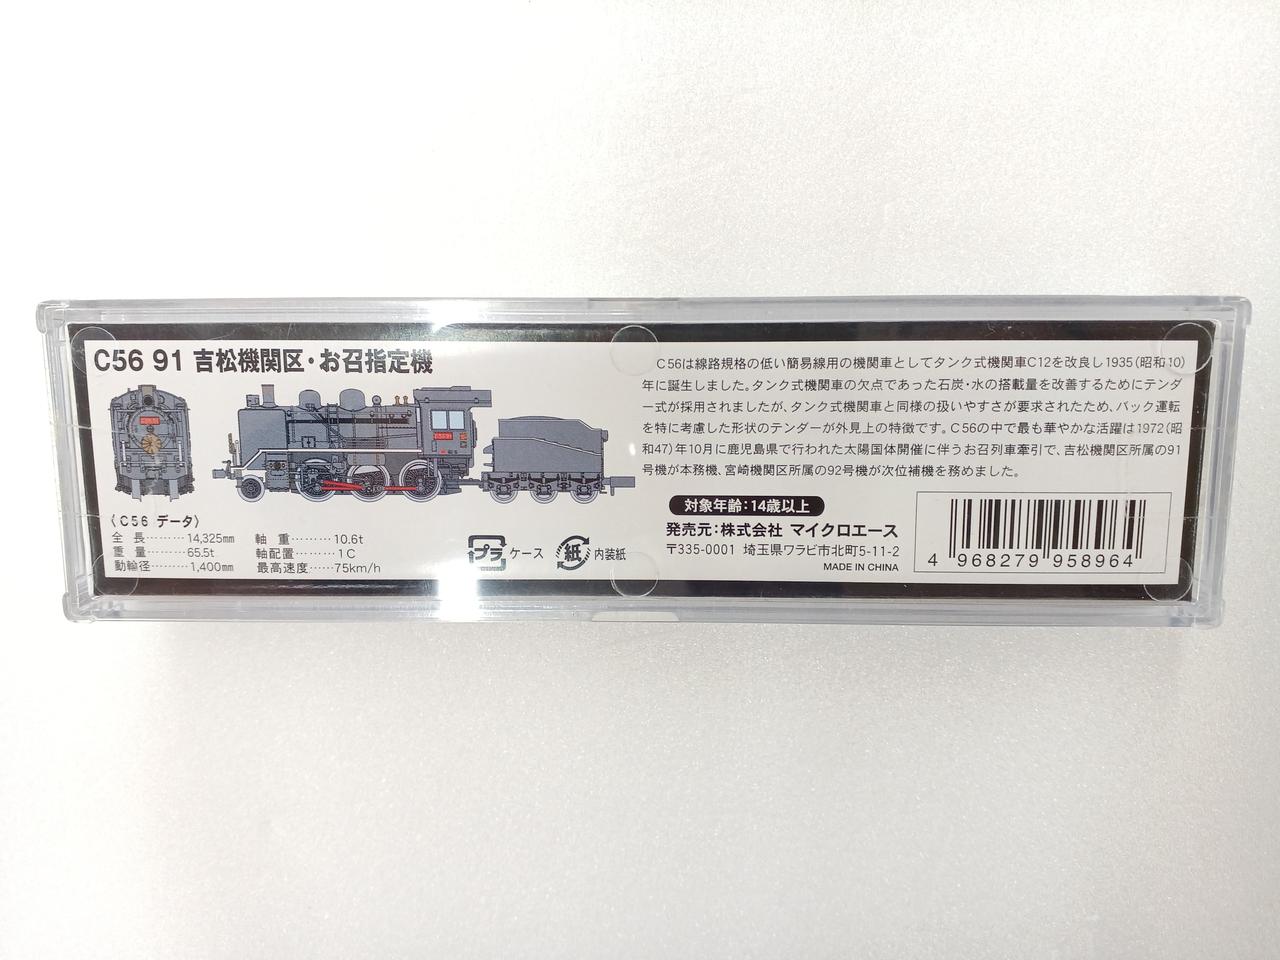 C56 91 吉松機関区・お召指定機
C5691
〈C56 データ〉
全 長………14,325mm
重 量………65.5t
動輪径………1,400mm
軸 重………10.6t
軸配置………1C
最高速度……75km/h
プラ ケース
紙 内装紙
C56は線路規格の低い簡易線用の機関車としてタンク式機関車C12を改良し1935(昭和10)
年に誕生しました。タンク式機関車の欠点であった石炭・水の搭載量を改善するためにテンダ
ー式が採用されましたが、タンク式機関車と同様の扱いやすさが要求されたため、バック運転
を特に考慮した形状のテンダーが外見上の特徴です。C56の中で最も華やかな活躍は1972(昭
和47)年10月に鹿児島県で行われた太陽国体開催に伴うお召列車牽引で、吉松機関区所属の91
号機が本務機、宮崎機関区所属の92号機が次位補機を務めました。
対象年齢:14歳以上
発売元:株式会社 マイクロエース
〒335-0001 埼玉県ワラビ市北町5-11-2
MADE IN CHINA
4 968279 958964